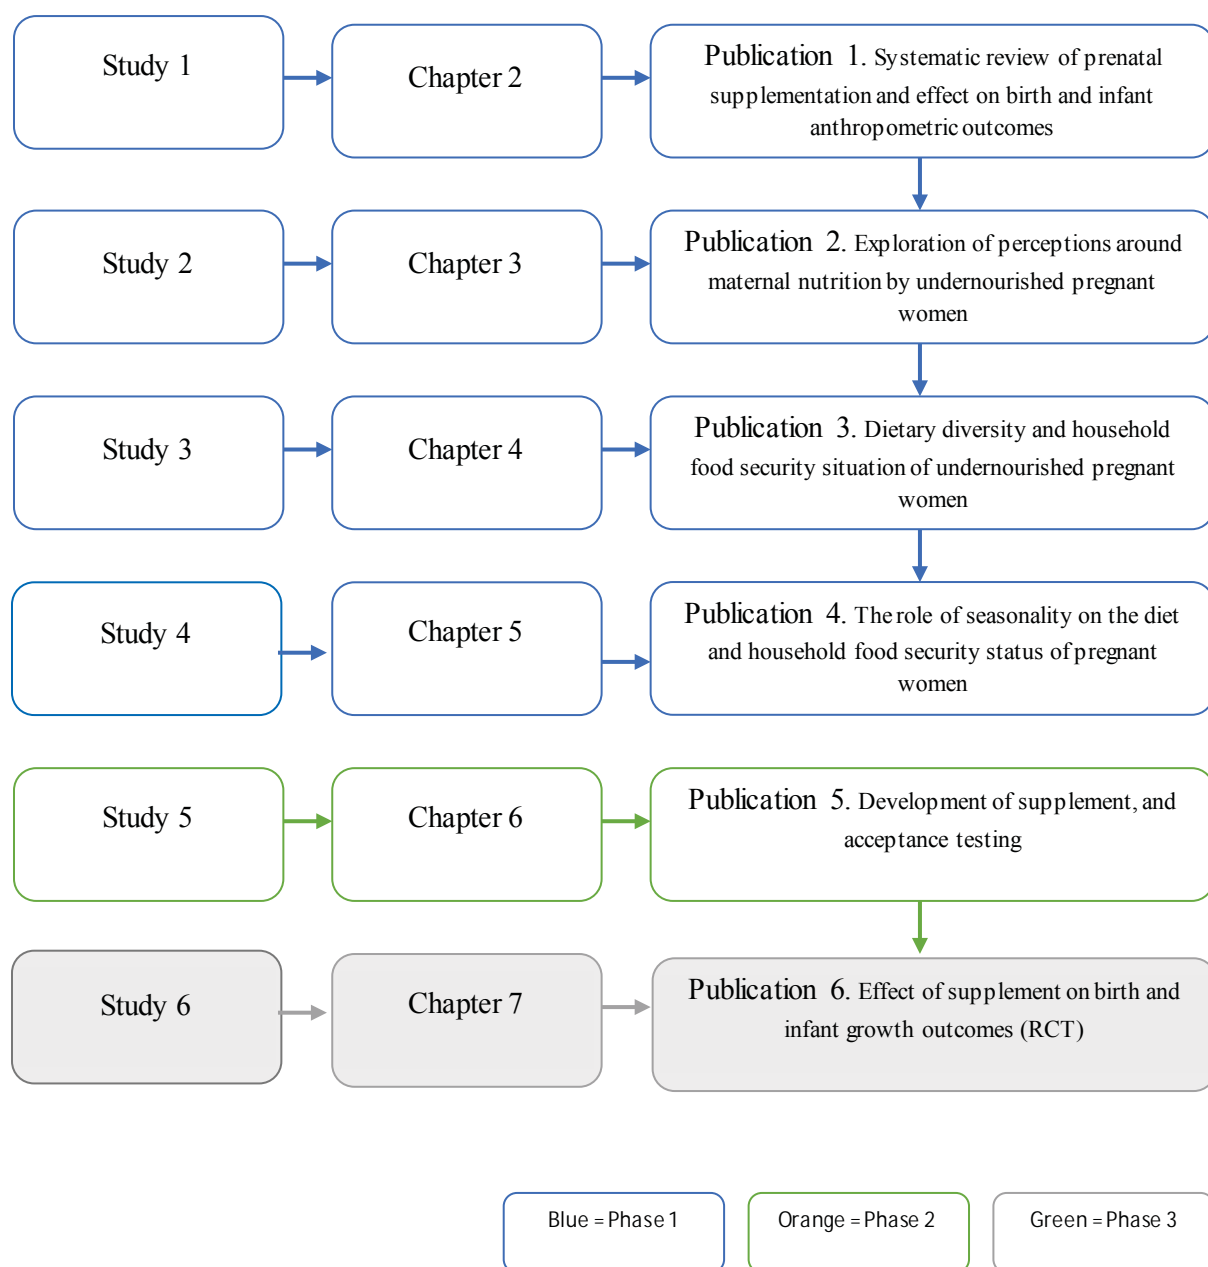 Study 1
Chapter 2
Publication 1. Systematic review of prenatal
supplementation and effect on birth and infant
anthropometric outcomes
Study 2
Chapter 3
Publication 2. Exploration of perceptions around
maternal nutrition by undernourished pregnant
women
Study 3
Chapter 4
Publication 3. Dietary diversity and household
food security situation of undernourished pregnant
women
Study 4
Chapter 5
Publication 4. The role of seasonality on the diet
and household food security status of pregnant
women
Study 5
Chapter 6
Publication 5. Development of supplement, and
acceptance testing
Study 6
Chapter 7
Publication 6. Effect of supplement on birth and
infant growth outcomes (RCT)
Blue = Phase 1
Orange = Phase 2
Green = Phase 3